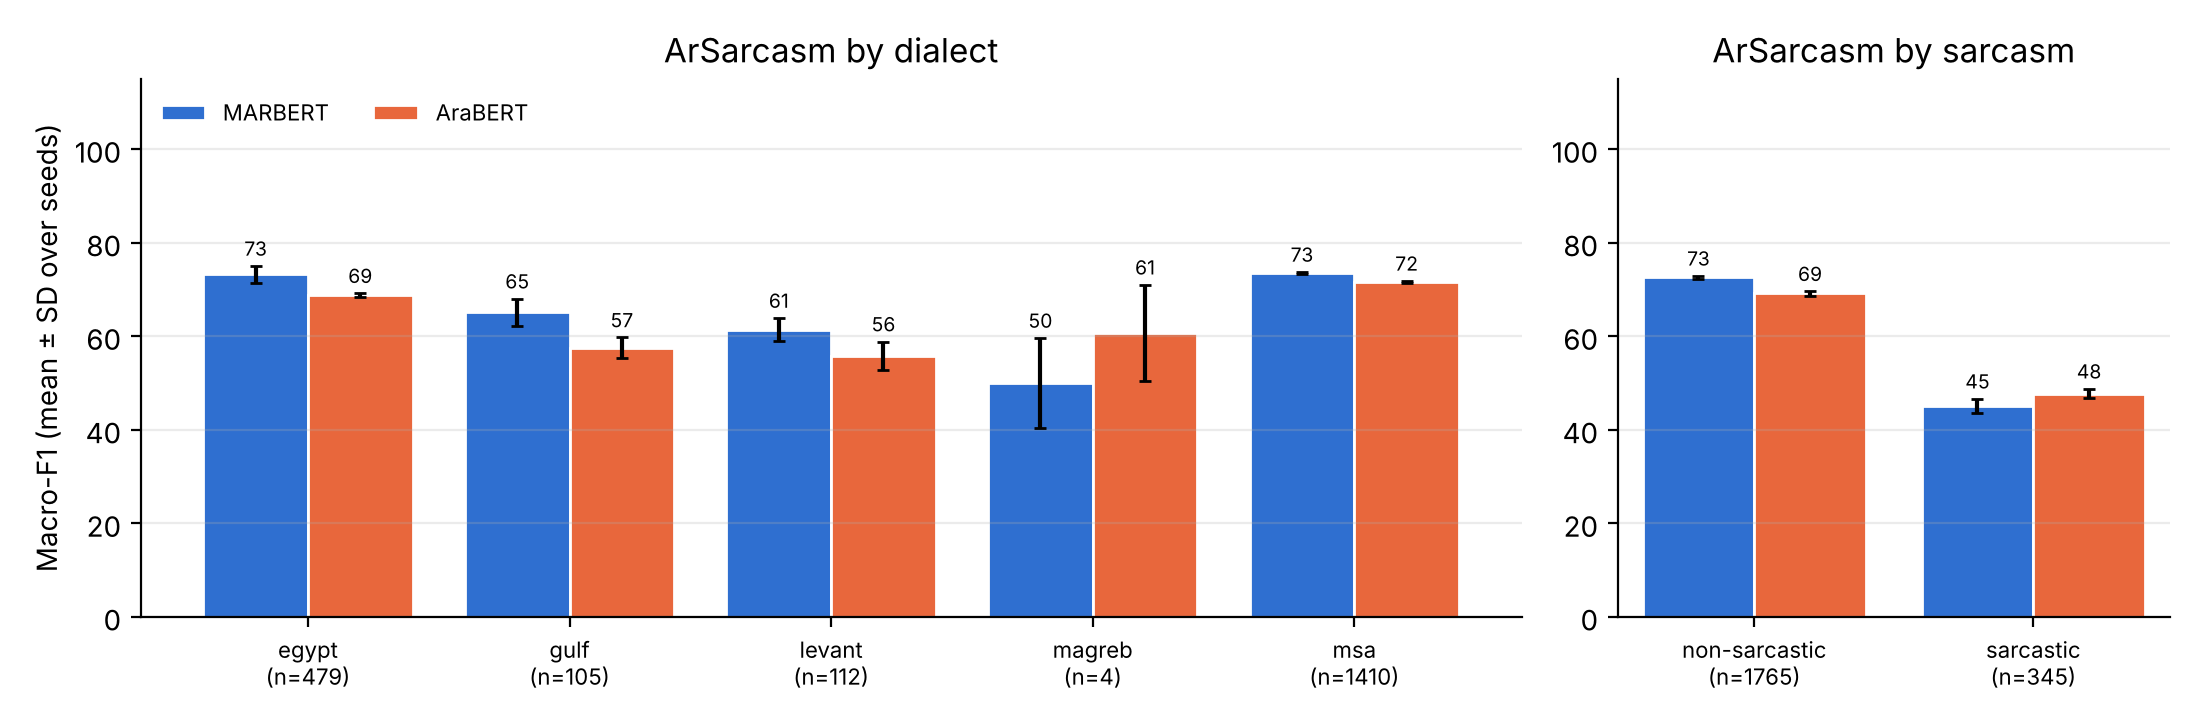 ArSarcasm by dialect
MARBERT AraBERT
Macro-F1 (mean ± SD over seeds)
100
80
60
40
20
0
73
69
65
57
61
56
50
61
73
72
egypt
(n=479)
gulf
(n=105)
levant
(n=112)
magreb
(n=4)
msa
(n=1410)
ArSarcasm by sarcasm
100
80
60
40
20
0
73
69
45
48
non-sarcastic
(n=1765)
sarcastic
(n=345)